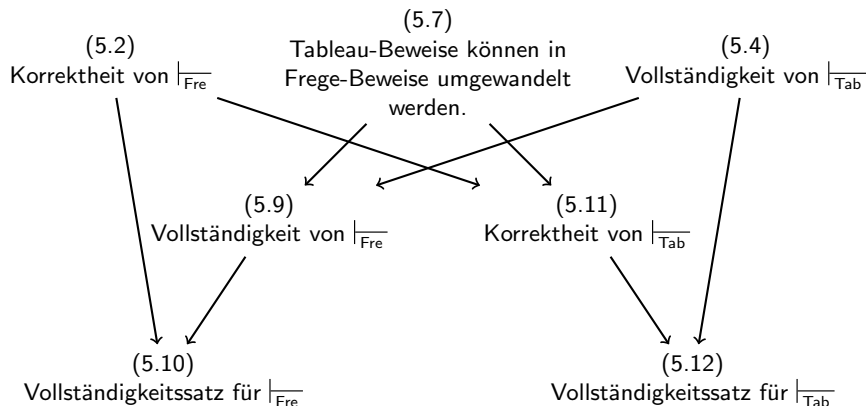 (5.2)
Korrektheit von ⊢Fre
(5.7)
Tableau-Beweise können in
Frege-Beweise umgewandelt
werden.
(5.4)
Vollständigkeit von ⊢Tab
(5.9)
Vollständigkeit von ⊢Fre
(5.11)
Korrektheit von ⊢Tab
(5.10)
Vollständigkeitssatz für ⊢Fre
(5.12)
Vollständigkeitssatz für ⊢Tab